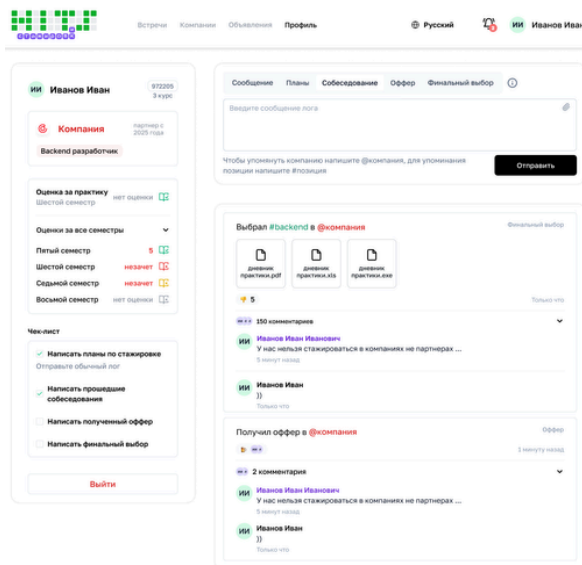 HITS
стажировки
Встречи Компании Объявления Профиль
Русский
ИИ Иванов Иван
ИИ Иванов Иван
972205
3 курс
Компания
партнер с
2025 года
Backend разработчик
Оценка за практику
Шестой семестр
нет оценки
Оценки за все семестры
Пятый семестр 5
Шестой семестр незачет
Седьмой семестр незачет
Восьмой семестр нет оценки
Чек-лист
Написать планы по стажировке
Отправьте обычный лог
Написать прошедшие
собеседования
Написать полученный оффер
Написать финальный выбор
Выйти
Сообщение Планы Собеседование Оффер Финальный выбор
Введите сообщение лога
Чтобы упомянуть компанию напишите @компания, для упоминания
позиции напишите #позиция
Отправить
Выбрал #backend в @компания
Финальный выбор
дневник
практики.pdf
дневник
практики.xls
дневник
практики.exe
5
Только что
150 комментариев
ИИ Иванов Иван Иванович
У нас нельзя стажироваться в компаниях не партнерах ...
5 минут назад
ИИ Иванов Иван
))
Только что
Получил оффер в @компания
Оффер
1 минуту назад
2 комментария
ИИ Иванов Иван Иванович
У нас нельзя стажироваться в компаниях не партнерах ...
5 минут назад
ИИ Иванов Иван
))
Только что